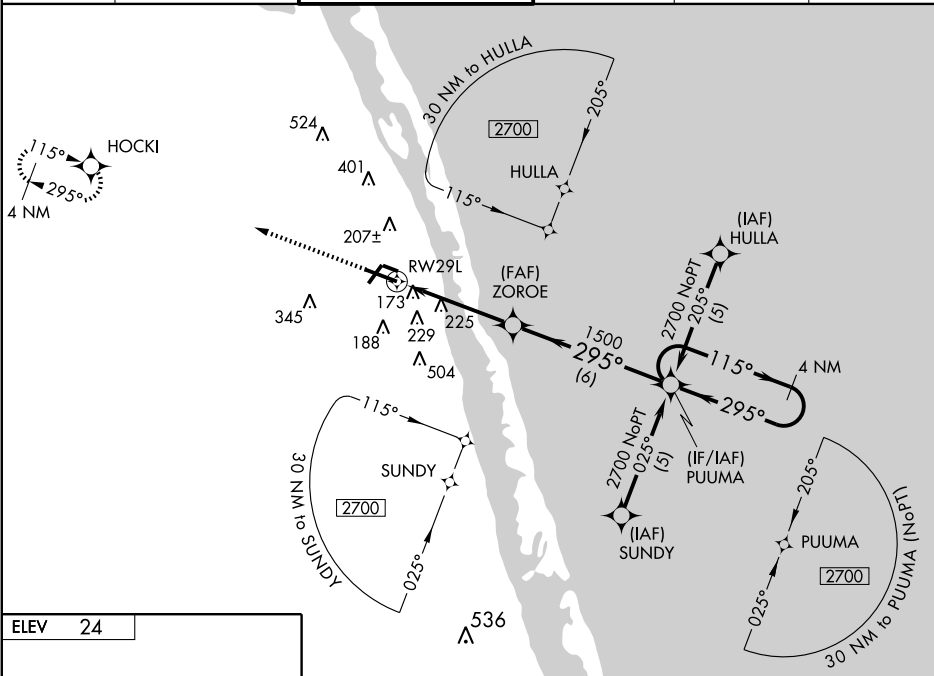 30 NM to HULLA
205°
2700
HULLA
115°
524
401
207±
HOCKI
115°
295°
4 NM
RW29L
173
225
229
188
345
504
(FAF)
ZOROE
(IAF)
HULLA
2700 NoPT
205°
(5)
1500
295°
(6)
115°
4 NM
295°
2700 NoPT
025°
(5)
(IF/IAF)
PUUMA
(IAF)
SUNDY
115°
SUNDY
2700
30 NM to SUNDY
025°
205°
PUUMA
2700
025°
30 NM to PUUMA (NoPT)
ELEV 24
536